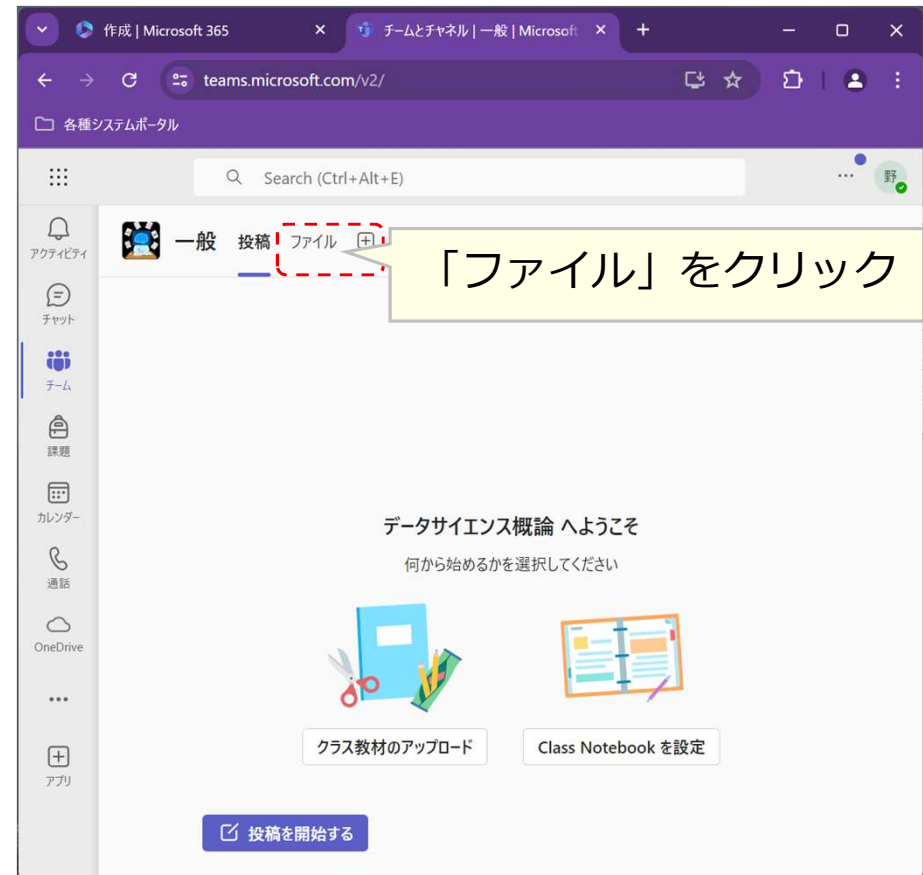 作成 | Microsoft 365
チームとチャネル | 一般 | Microsoft
teams.microsoft.com/v2/
各種システムポータル
Search (Ctrl+Alt+E)
野
アクティビティ
チャット
チーム
課題
カレンダー
通話
OneDrive
アプリ
一般 投稿 ファイル
「ファイル」をクリック
データサイエンス概論 へようこそ
何から始めるかを選択してください
クラス教材のアップロード
Class Notebook を設定
投稿を開始する